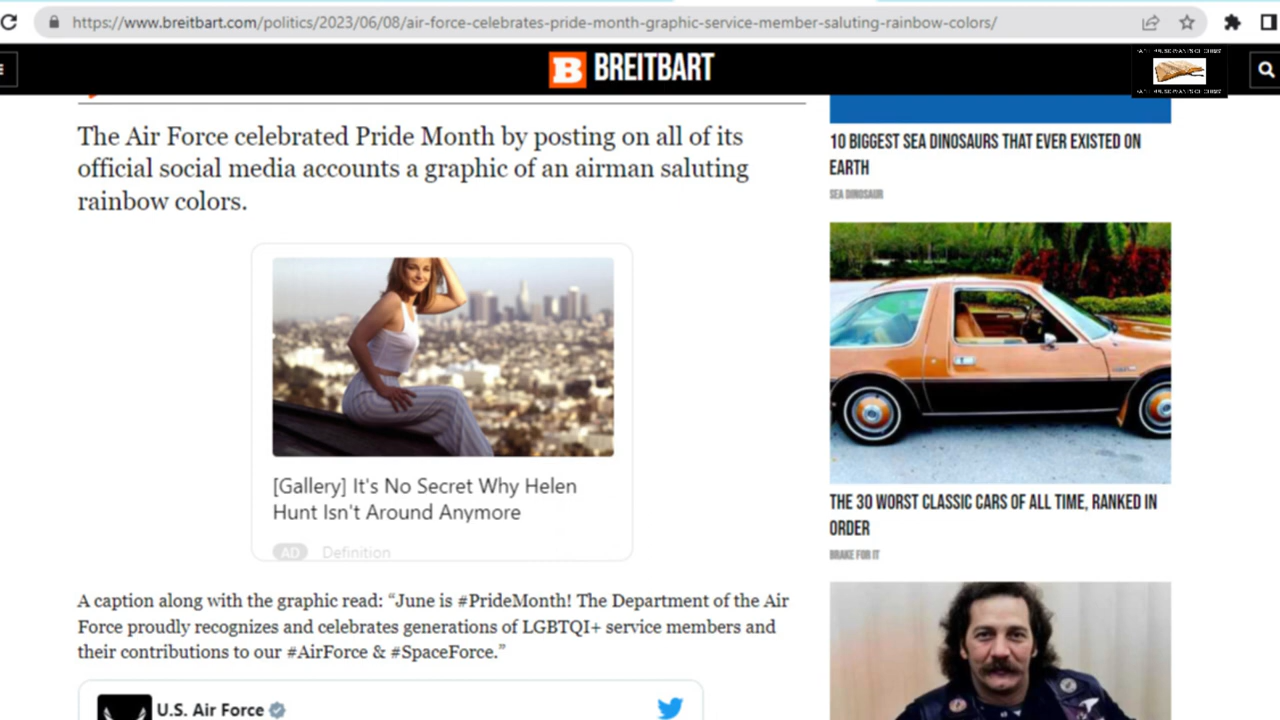 https://www.breitbart.com/politics/2023/06/08/air-force-celebrates-pride-month-graphic-service-member-saluting-rainbow-colors/
B BREITBART
The Air Force celebrated Pride Month by posting on all of its
official social media accounts a graphic of an airman saluting
rainbow colors.
[Gallery] It's No Secret Why Helen
Hunt Isn't Around Anymore
AD Definition
A caption along with the graphic read: “June is #PrideMonth! The Department of the Air
Force proudly recognizes and celebrates generations of LGBTQI+ service members and
their contributions to our #AirForce & #SpaceForce.”
U.S. Air Force
10 BIGGEST SEA DINOSAURS THAT EVER EXISTED ON
EARTH
SEA DINOSAUR
THE 30 WORST CLASSIC CARS OF ALL TIME, RANKED IN
ORDER
BRAKE FOR IT